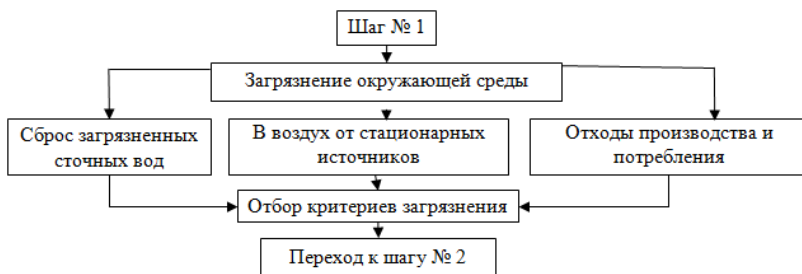 Шаг № 1
Загрязнение окружающей среды
Сброс загрязненных
сточных вод
В воздух от стационарных
источников
Отходы производства и
потребления
Отбор критериев загрязнения
Переход к шагу № 2